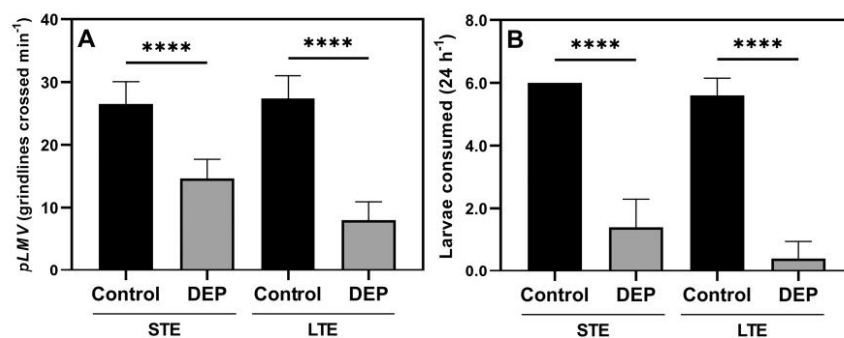 A
pLMV (grindlines crossed min-1)
40
30
20
10
0
**** ****
Control DEP Control DEP
STE LTE
B
Larvae consumed (24 h-1)
8.0
6.0
4.0
2.0
0.0
**** ****
Control DEP Control DEP
STE LTE